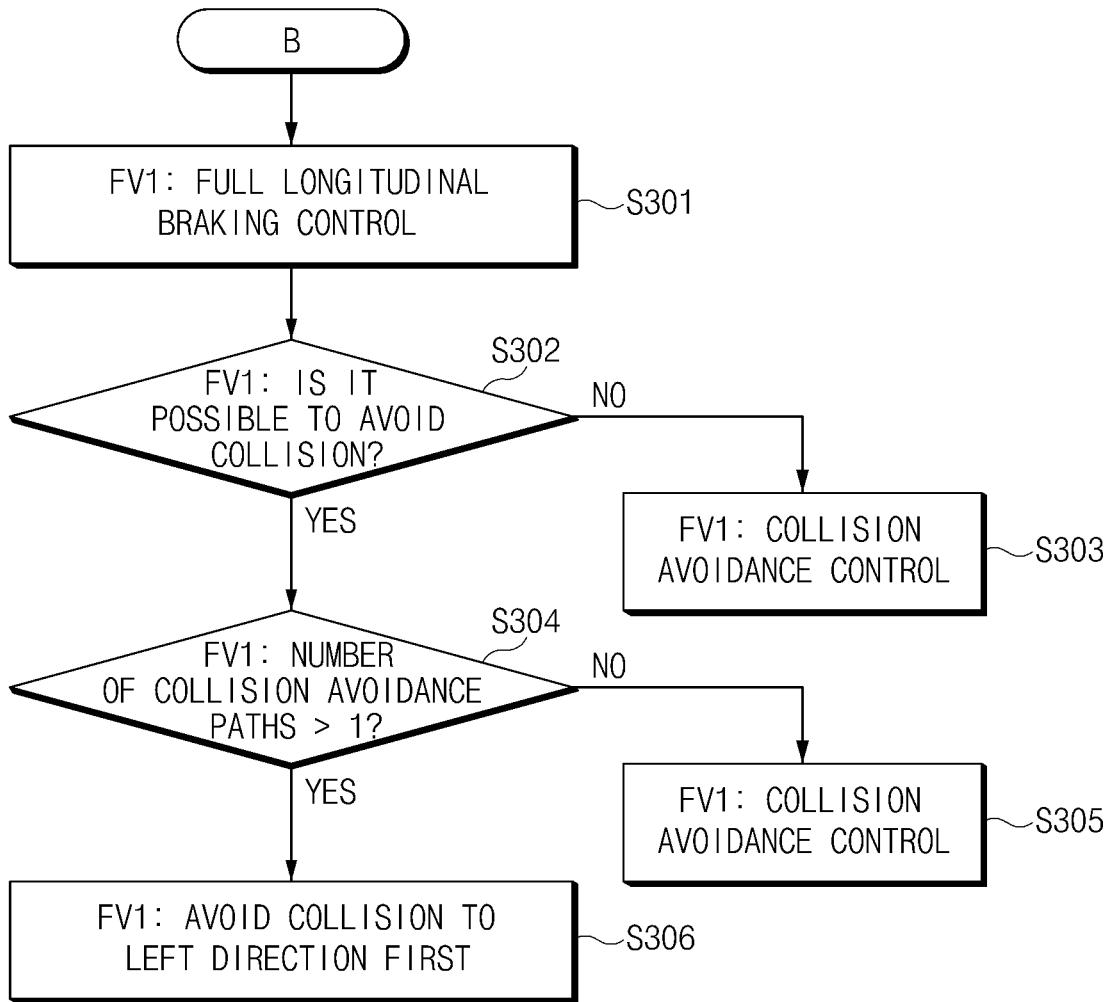 B
FV1: FULL LONGITUDINAL
BRAKING CONTROL
S301
S302
FV1: IS IT
POSSIBLE TO AVOID
COLLISION?
NO
YES
FV1: COLLISION
AVOIDANCE CONTROL
S303
S304
FV1: NUMBER
OF COLLISION AVOIDANCE
PATHS > 1?
NO
YES
FV1: COLLISION
AVOIDANCE CONTROL
S305
FV1: AVOID COLLISION TO
LEFT DIRECTION FIRST
S306